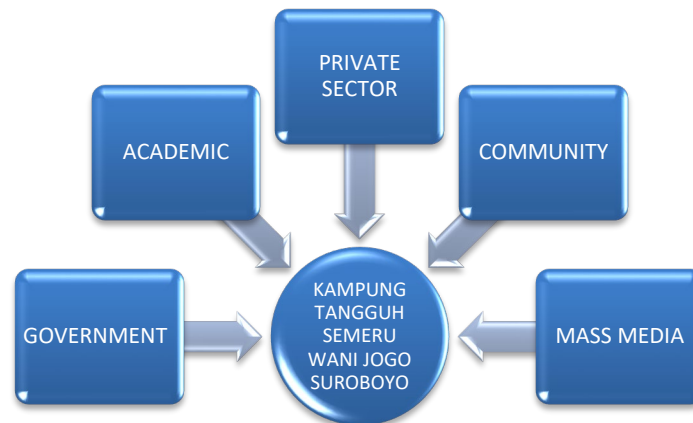 PRIVATE
SECTOR
ACADEMIC
COMMUNITY
GOVERNMENT
KAMPUNG
TANGGUH
SEMERU
WANI JOGO
SUROBOYO
MASS MEDIA